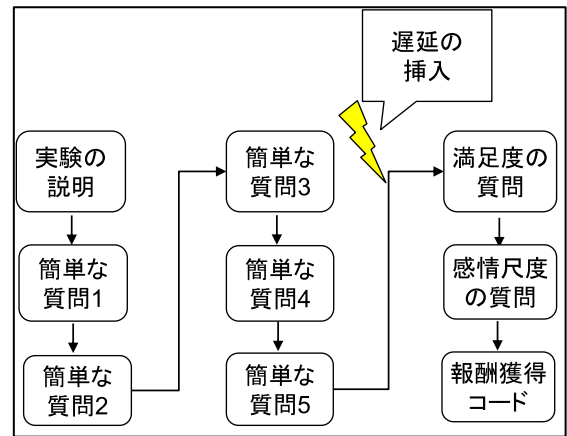 遅延の
挿入
実験の
説明
簡単な
質問1
簡単な
質問2
簡単な
質問3
簡単な
質問4
簡単な
質問5
満足度の
質問
感情尺度
の質問
報酬獲得
コード